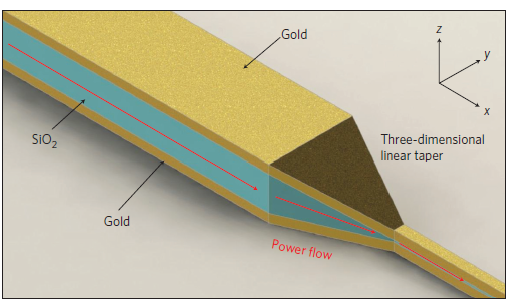 Gold
z
y
x
SiO₂
Three-dimensional
linear taper
Gold
Power flow